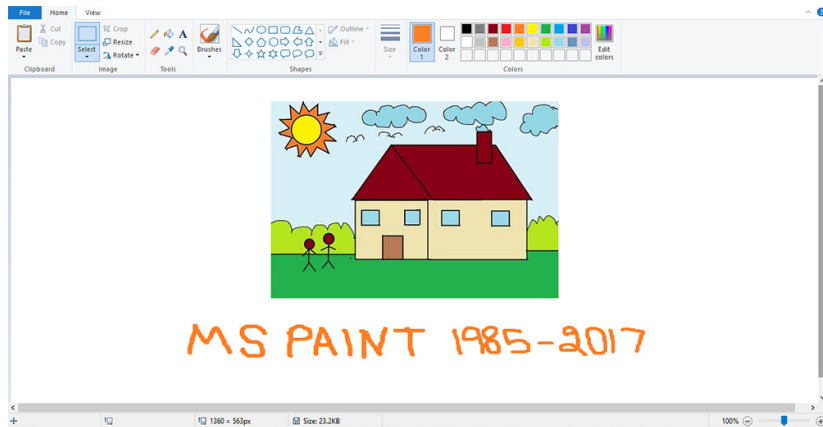 File Home View
Paste Cut Copy Select Crop Resize Rotate Brushes Outline Fill Size Color 1 Color 2 Edit colors
Clipboard Image Tools Shapes Colors
MS PAINT 1985-2017
1360 × 563px Size: 23.2KB 100%